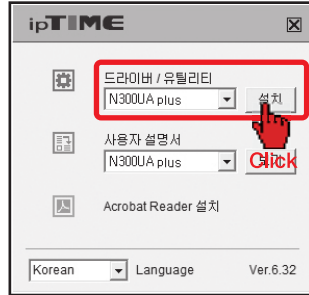 ipTIME
드라이버 / 유틸리티
N300UA plus 설치
사용자 설명서
N300UA plus
Click
Acrobat Reader 설치
Korean Language Ver.6.32